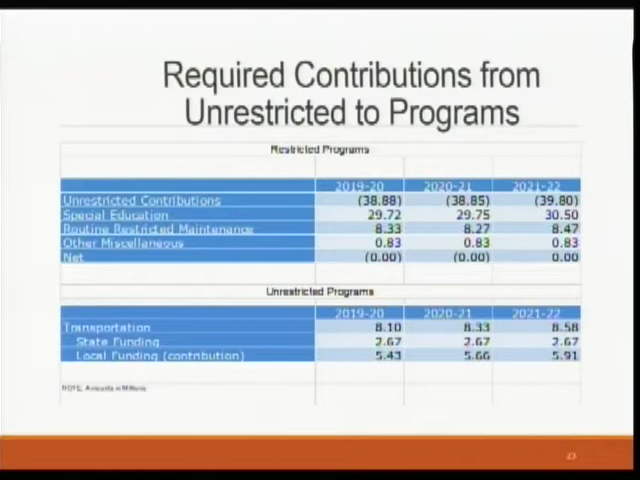 Required Contributions from
Unrestricted to Programs
Restricted Programs
2019-20 2020-21 2021-22
Unrestricted Contributions (38.88) (38.85) (39.80)
Special Education 29.72 29.75 30.50
Routine Restricted Maintenance 8.33 8.27 8.47
Other Miscellaneous 0.83 0.83 0.83
Net (0.00) (0.00) 0.00
Unrestricted Programs
2019-20 2020-21 2021-22
Transportation 8.10 8.33 8.58
State Funding 2.67 2.67 2.67
Local Funding (contribution) 5.43 5.66 5.91
NOTE: Amounts in Millions